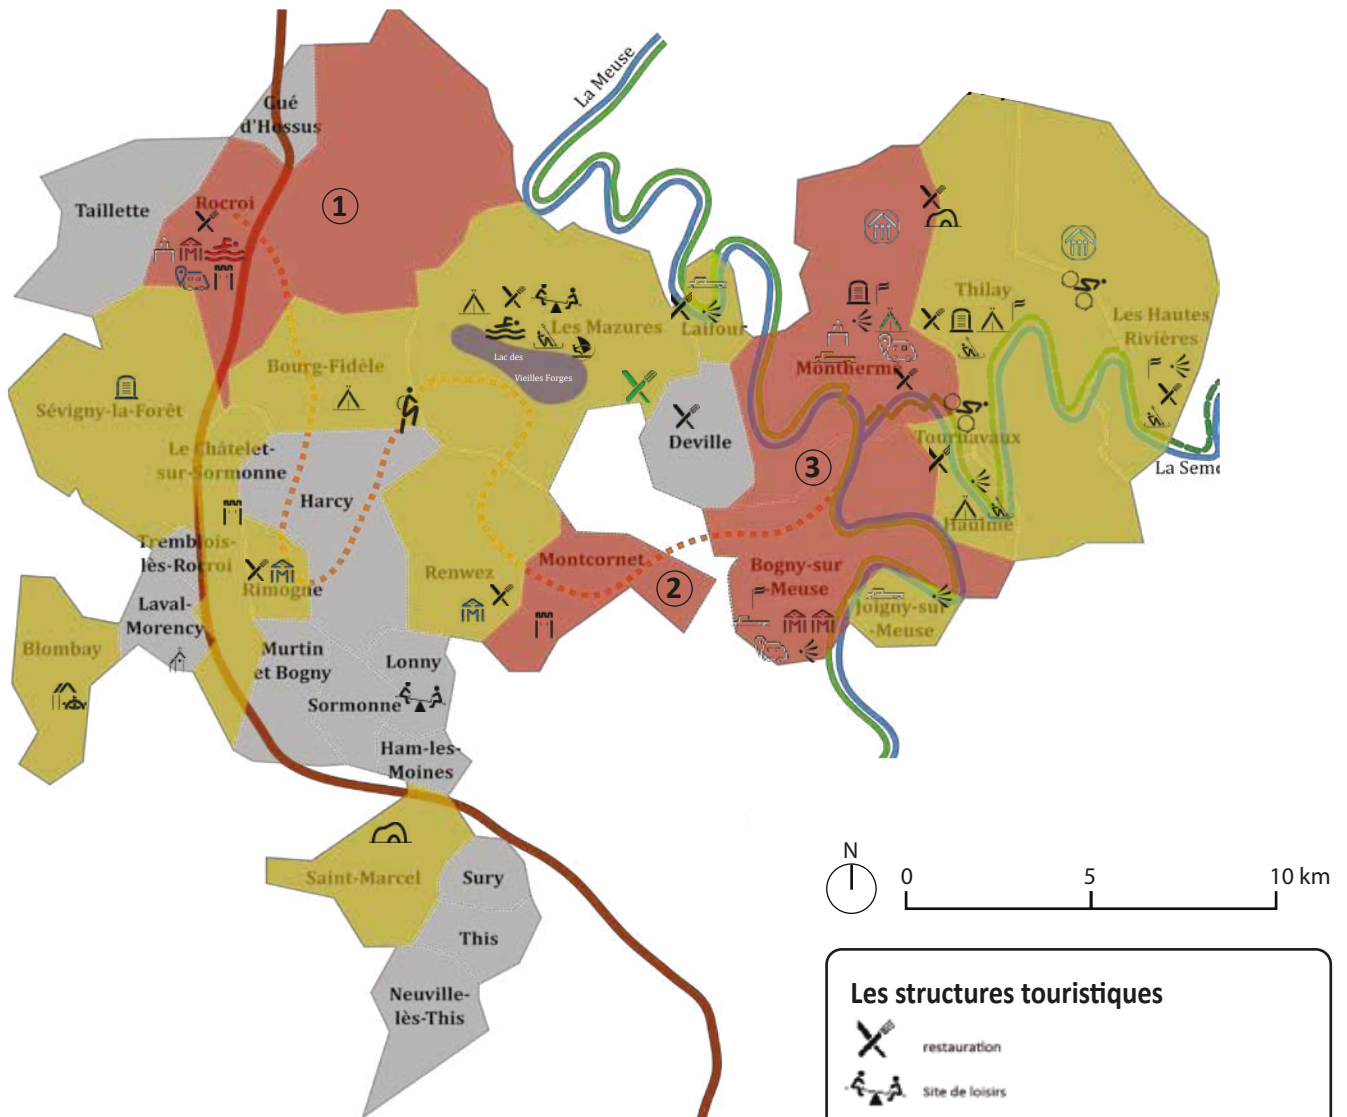 La Meuse
Gué
d'Hossus
Taillette
Rocroi
1
Les Mazures
Laifour
Thilay
Les Hautes
Rivières
Lac des
Vieilles Forges
Bourg-Fidèle
Monthermé
Sévigny-la-Forêt
Deville
Tournavaux
Le Châtelet-
sur-Sormonne
3
La Semo
Harcy
Haulmé
Tremblois-
lès-Rocroi
Rimogne
Renwez
Montcornet
2
Bogny-sur
-Meuse
Joigny-sur
-Meuse
Laval-
Morency
Blombay
Murtin
et Bogny
Lonny
Sormonne
Ham-les-
Moines
Saint-Marcel
Sury
This
Neuville-
lès-This
N
0 5 10 km
Les structures touristiques
restauration
Site de loisirs